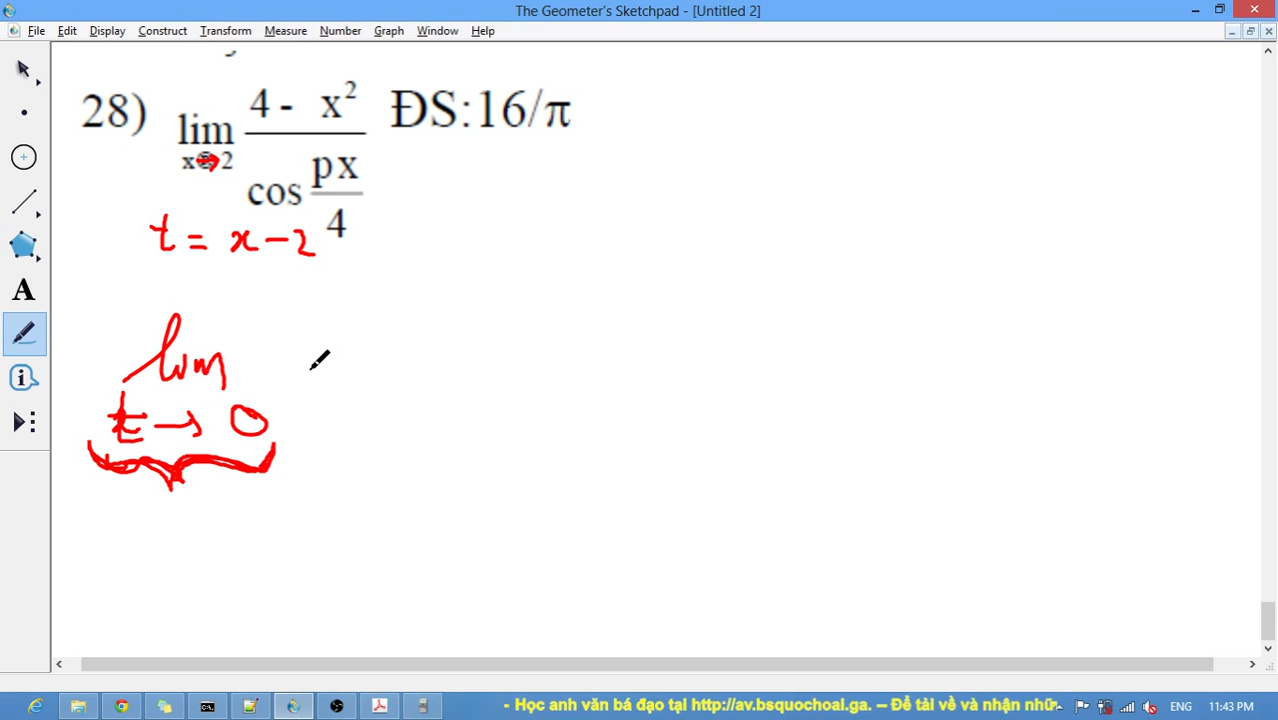 The Geometer's Sketchpad - [Untitled 2]
File Edit Display Construct Transform Measure Number Graph Window Help
28) lim 4 - x² ĐS:16/π
x → 2
cos px
4
t = x - 2
lim
t → 0
A
- Học anh văn bá đạo tại http://av.bsquochoai.ga. – Để tải về và nhận nhữ
ENG 11:43 PM